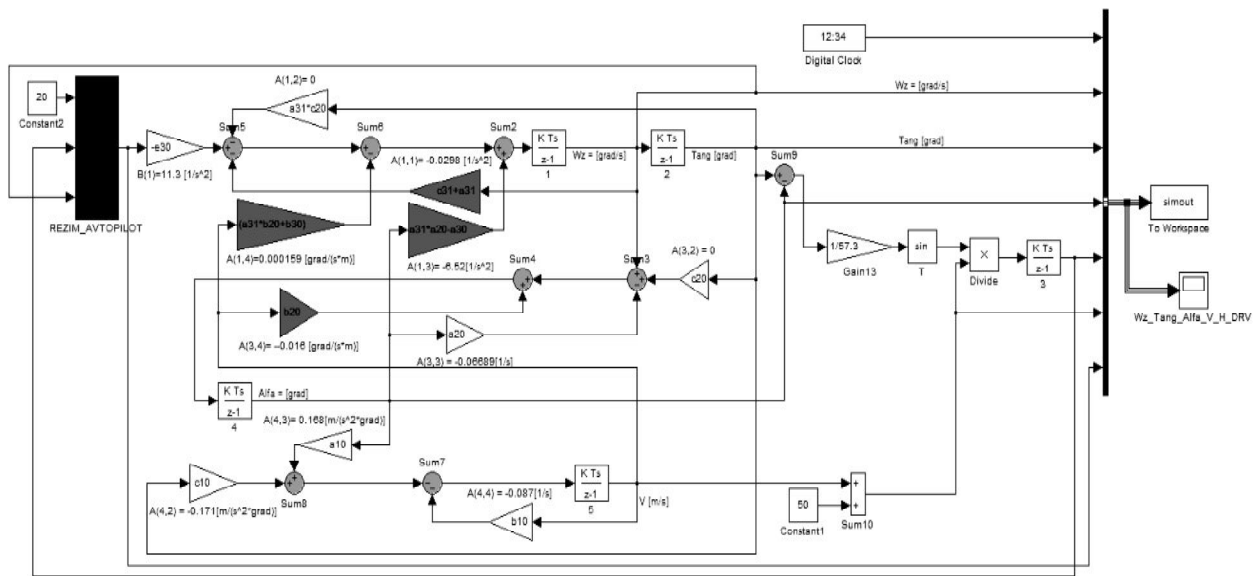 12:34
Digital Clock
A(1,2)= 0
Wz = [grad/s]
20
Constant2
a31*c20
Sum5
Sum6
Sum2
-e30
K Ts
z-1
1
Wz = [grad/s]
K Ts
z-1
2
Tang [grad]
Tang [grad]
A(1,1)= -0.0298 [1/s^2]
B(1)=11.3 [1/s^2]
Sum9
c31+a31
simout
To Workspace
REZIM_AVTOPILOT
(a31*b20+b30)
a31*a20-a30
A(3,2) = 0
1/57.3
Gain13
sin
T
X
Divide
K Ts
z-1
3
A(1,4)=0.000159 [grad/(s*m)]
A(1,3)= -6.52[1/s^2]
Sum4
Sum3
c20
b20
a20
Wz_Tang_Alfa_V_H_DRV
A(3,4)= -0.016 [grad/(s*m)]
A(3,3) = -0.06689[1/s]
K Ts
z-1
4
Alfa = [grad]
A(4,3)= 0.168[m/(s^2*grad)]
a10
Sum7
c10
Sum8
A(4,4) = -0.087[1/s]
K Ts
z-1
5
V [m/s]
A(4,2) = -0.171[m/(s^2*grad)]
b10
50
Constant1
Sum10